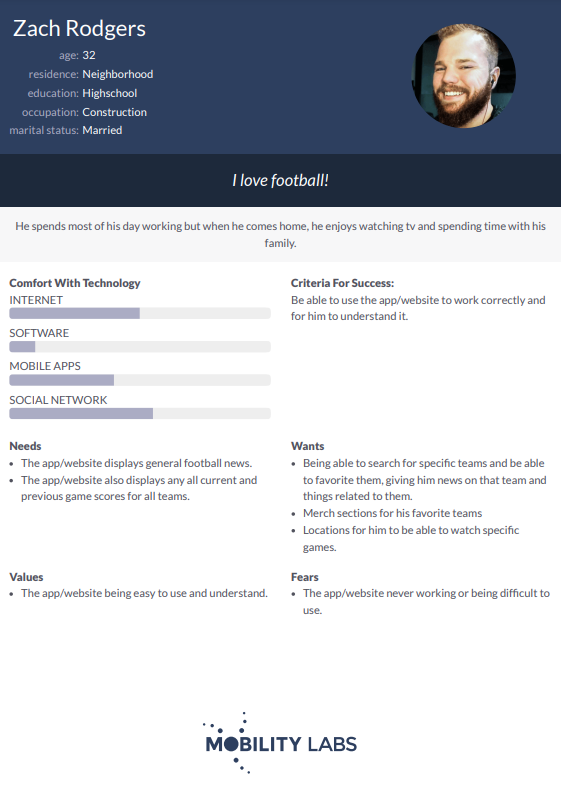 Zach Rodgers
age: 32
residence: Neighborhood
education: Highschool
occupation: Construction
marital status: Married
I love football!
He spends most of his day working but when he comes home, he enjoys watching tv and spending time with his
family.
Comfort With Technology
INTERNET
SOFTWARE
MOBILE APPS
SOCIAL NETWORK
Criteria For Success:
Be able to use the app/website to work correctly and
for him to understand it.
Needs
• The app/website displays general football news.
• The app/website also displays any all current and
previous game scores for all teams.
Wants
• Being able to search for specific teams and be able
to favorite them, giving him news on that team and
things related to them.
• Merch sections for his favorite teams
• Locations for him to be able to watch specific
games.
Values
• The app/website being easy to use and understand.
Fears
• The app/website never working or being difficult to
use.
MOBILITY LABS